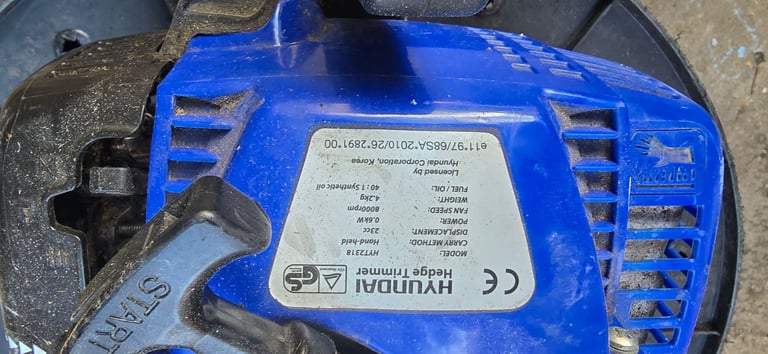 CE
HYUNDAI
Hedge Trimmer
GS
MODEL: HYT2318
CARRY METHOD: Hand-held
DISPLACEMENT: 23cc
POWER: 0.6kW
FAN SPEED: 8000rpm
WEIGHT: 4.2kg
FUEL OIL: 40:1 Synthetic oil
Licensed by
Hyundai Corporation, Korea
e11*97/68SA*2010/26*2891*00
START